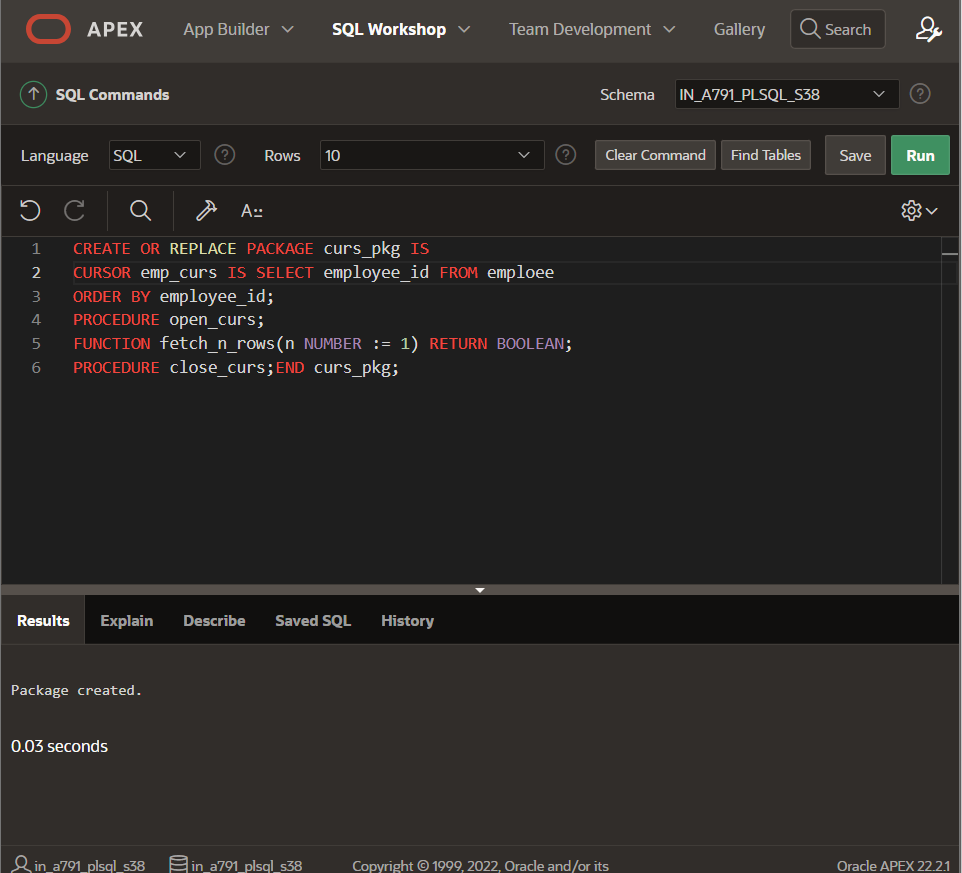 APEX App Builder SQL Workshop Team Development Gallery Search
SQL Commands Schema IN_A791_PLSQL_S38 ?
Language SQL ? Rows 10 ? Clear Command Find Tables Save Run
A::
1 CREATE OR REPLACE PACKAGE curs_pkg IS
2 CURSOR emp_curs IS SELECT employee_id FROM emploee
3 ORDER BY employee_id;
4 PROCEDURE open_curs;
5 FUNCTION fetch_n_rows(n NUMBER := 1) RETURN BOOLEAN;
6 PROCEDURE close_curs;END curs_pkg;
Results Explain Describe Saved SQL History
Package created.
0.03 seconds
in_a791_plsql_s38 in_a791_plsql_s38 Copyright © 1999, 2022, Oracle and/or its Oracle APEX 22.2.1